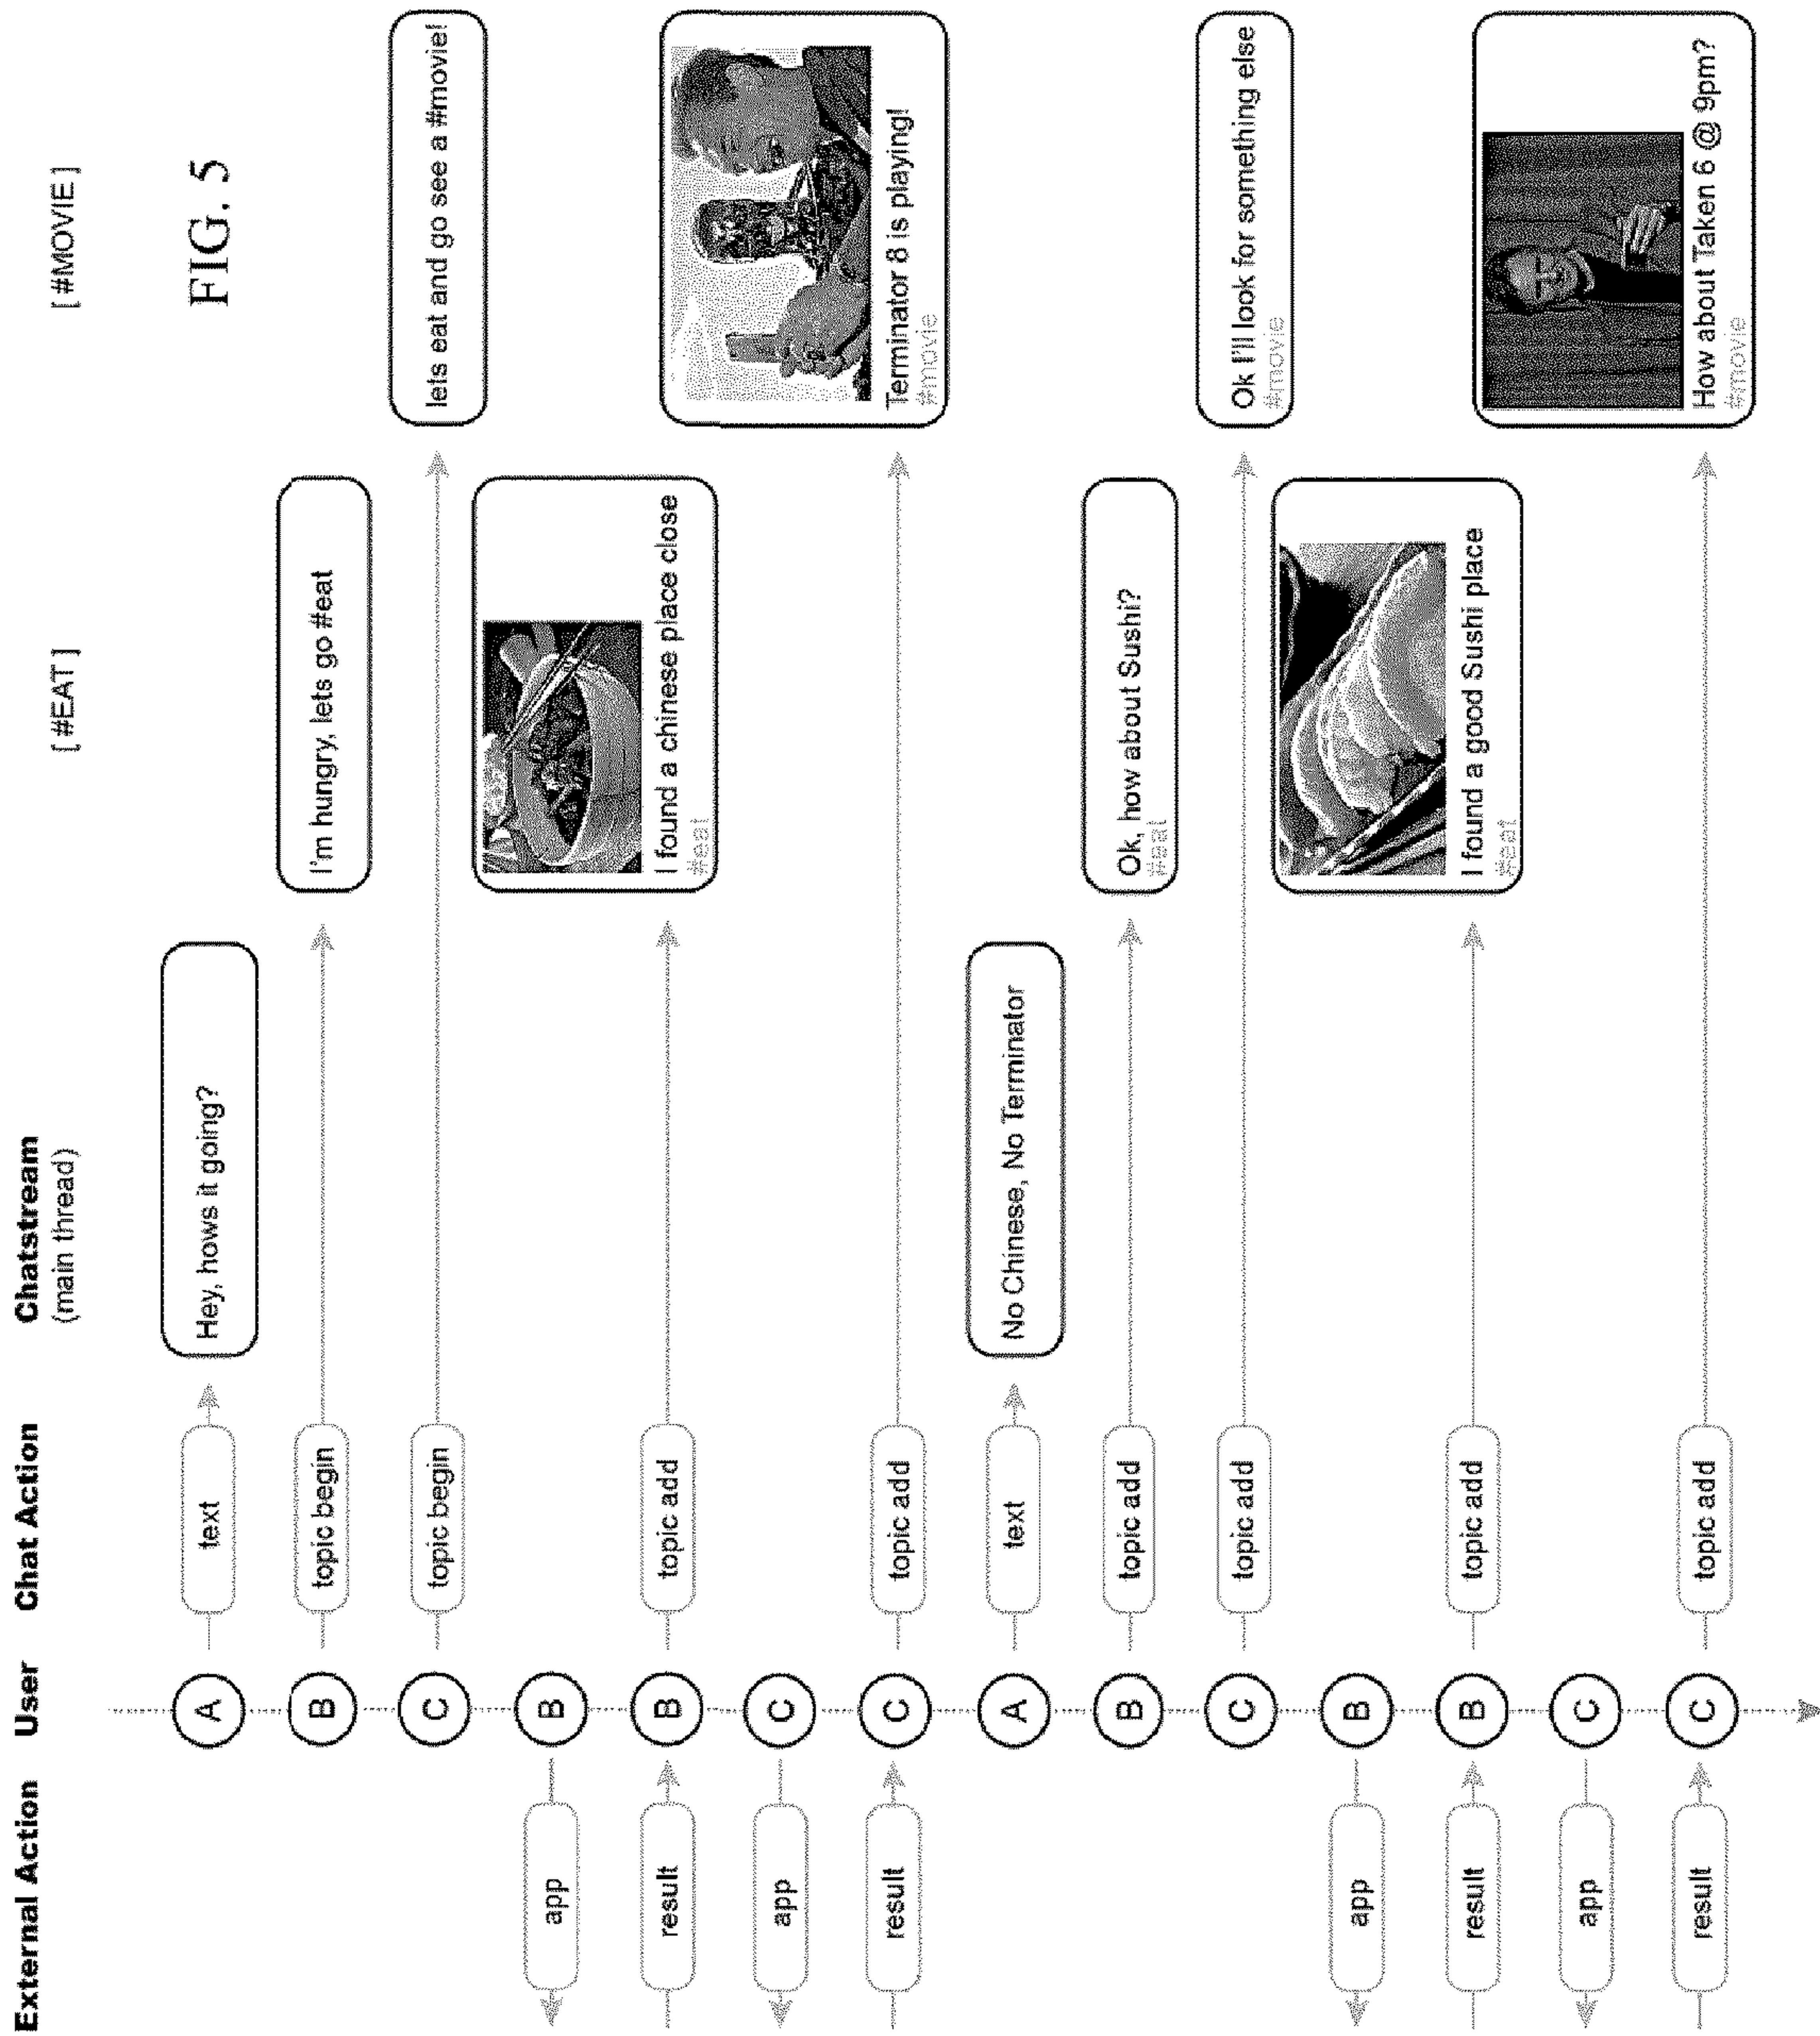 External Action
User
Chat Action
Chatstream
(main thread)
[ #EAT ]
[ #MOVIE ]
FIG. 5
A
text
Hey, hows it going?
B
topic begin
I'm hungry, lets go #eat
C
topic begin
lets eat and go see a #movie!
app
B
result
B
topic add
I found a chinese place close
#eat
app
C
result
C
topic add
Terminator 8 is playing!
#movie
A
text
No Chinese, No Terminator
B
topic add
Ok, how about Sushi?
#eat
C
topic add
Ok I'll look for something else
#movie
app
B
result
B
topic add
I found a good Sushi place
#eat
app
C
result
C
topic add
How about Taken 6 @ 9pm?
#movie